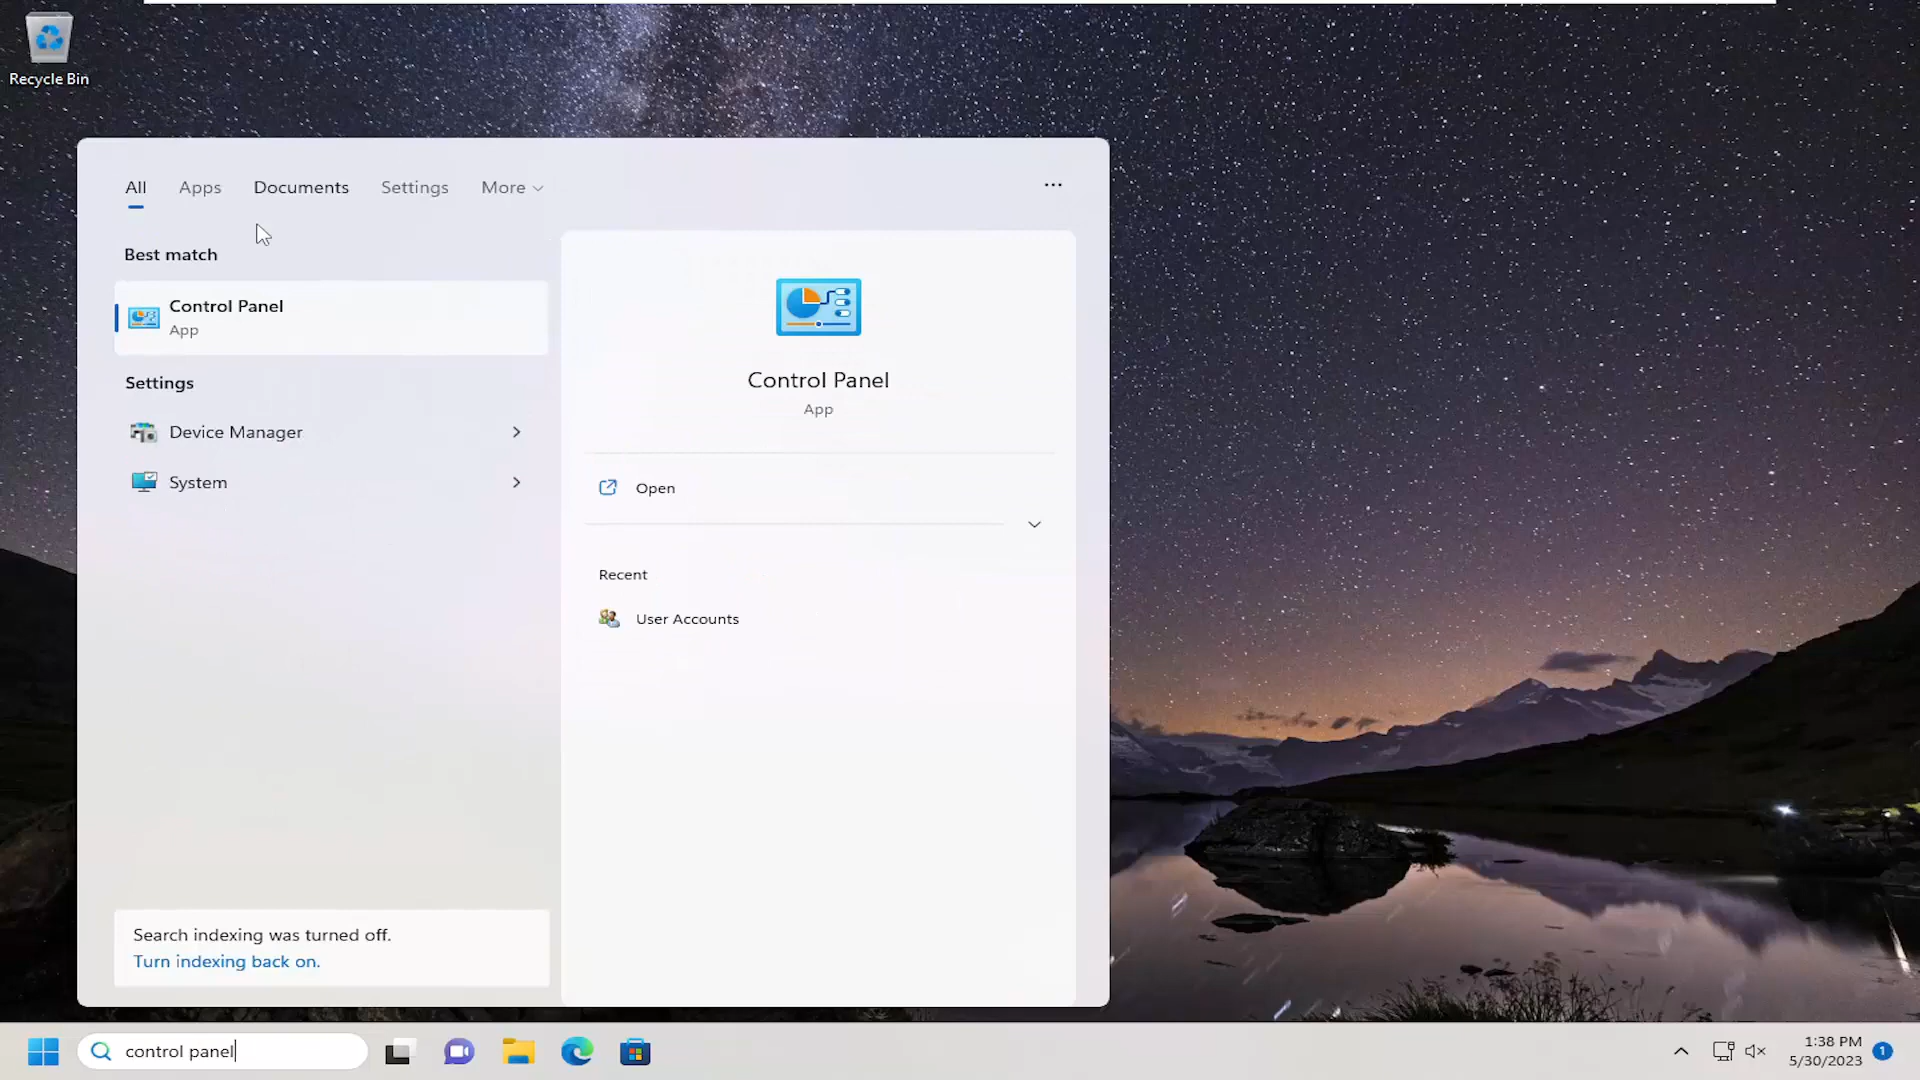 Recycle Bin
All Apps Documents Settings More
Best match
Control Panel
App
Settings
Device Manager
System
Control Panel
App
Open
Recent
User Accounts
Search indexing was turned off.
Turn indexing back on.
control panel
1:38 PM
5/30/2023
1